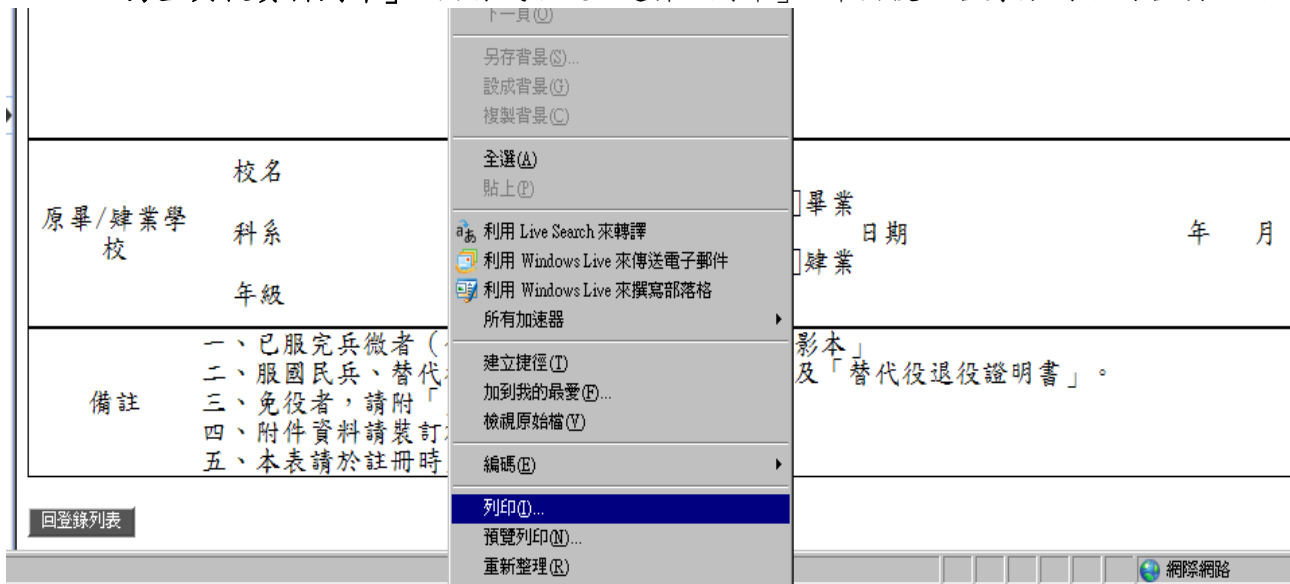 下一頁(O)
另存背景(S)...
設成背景(G)
複製背景(C)
全選(A)
貼上(P)
利用 Live Search 來轉譯
利用 Windows Live 來傳送電子郵件
利用 Windows Live 來撰寫部落格
所有加速器
建立捷徑(T)
加到我的最愛(F)...
檢視原始檔(V)
編碼(E)
列印(I)...
預覽列印(N)...
重新整理(R)
原畢/肄業學校
校名
科系
年級
畢業
肄業
日期 年 月
備註
一、已服完兵微者( 影本」
二、服國民兵、替代 及「替代役退役證明書」。
三、免役者，請附「
四、附件資料請裝訂
五、本表請於註冊時
回登錄列表
網際網路